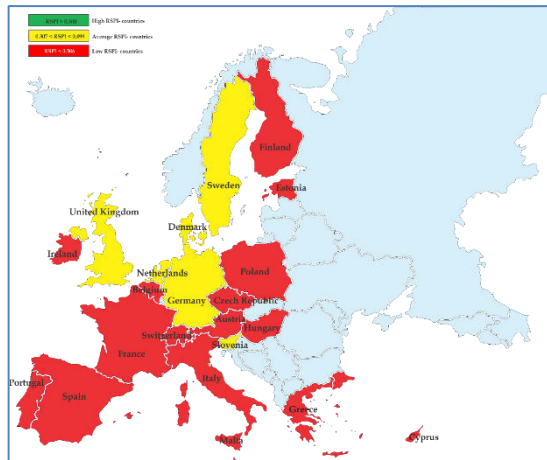 High RSPI- countries
Average RSPI- countries
Low RSPI- countries
Finland
Sweden
Estonia
United Kingdom
Denmark
Ireland
Netherlands
Poland
Belgium
Germany
Czech Republic
Austria
Hungary
Switzerland
Slovenia
France
Italy
Portugal
Spain
Greece
Malta
Cyprus